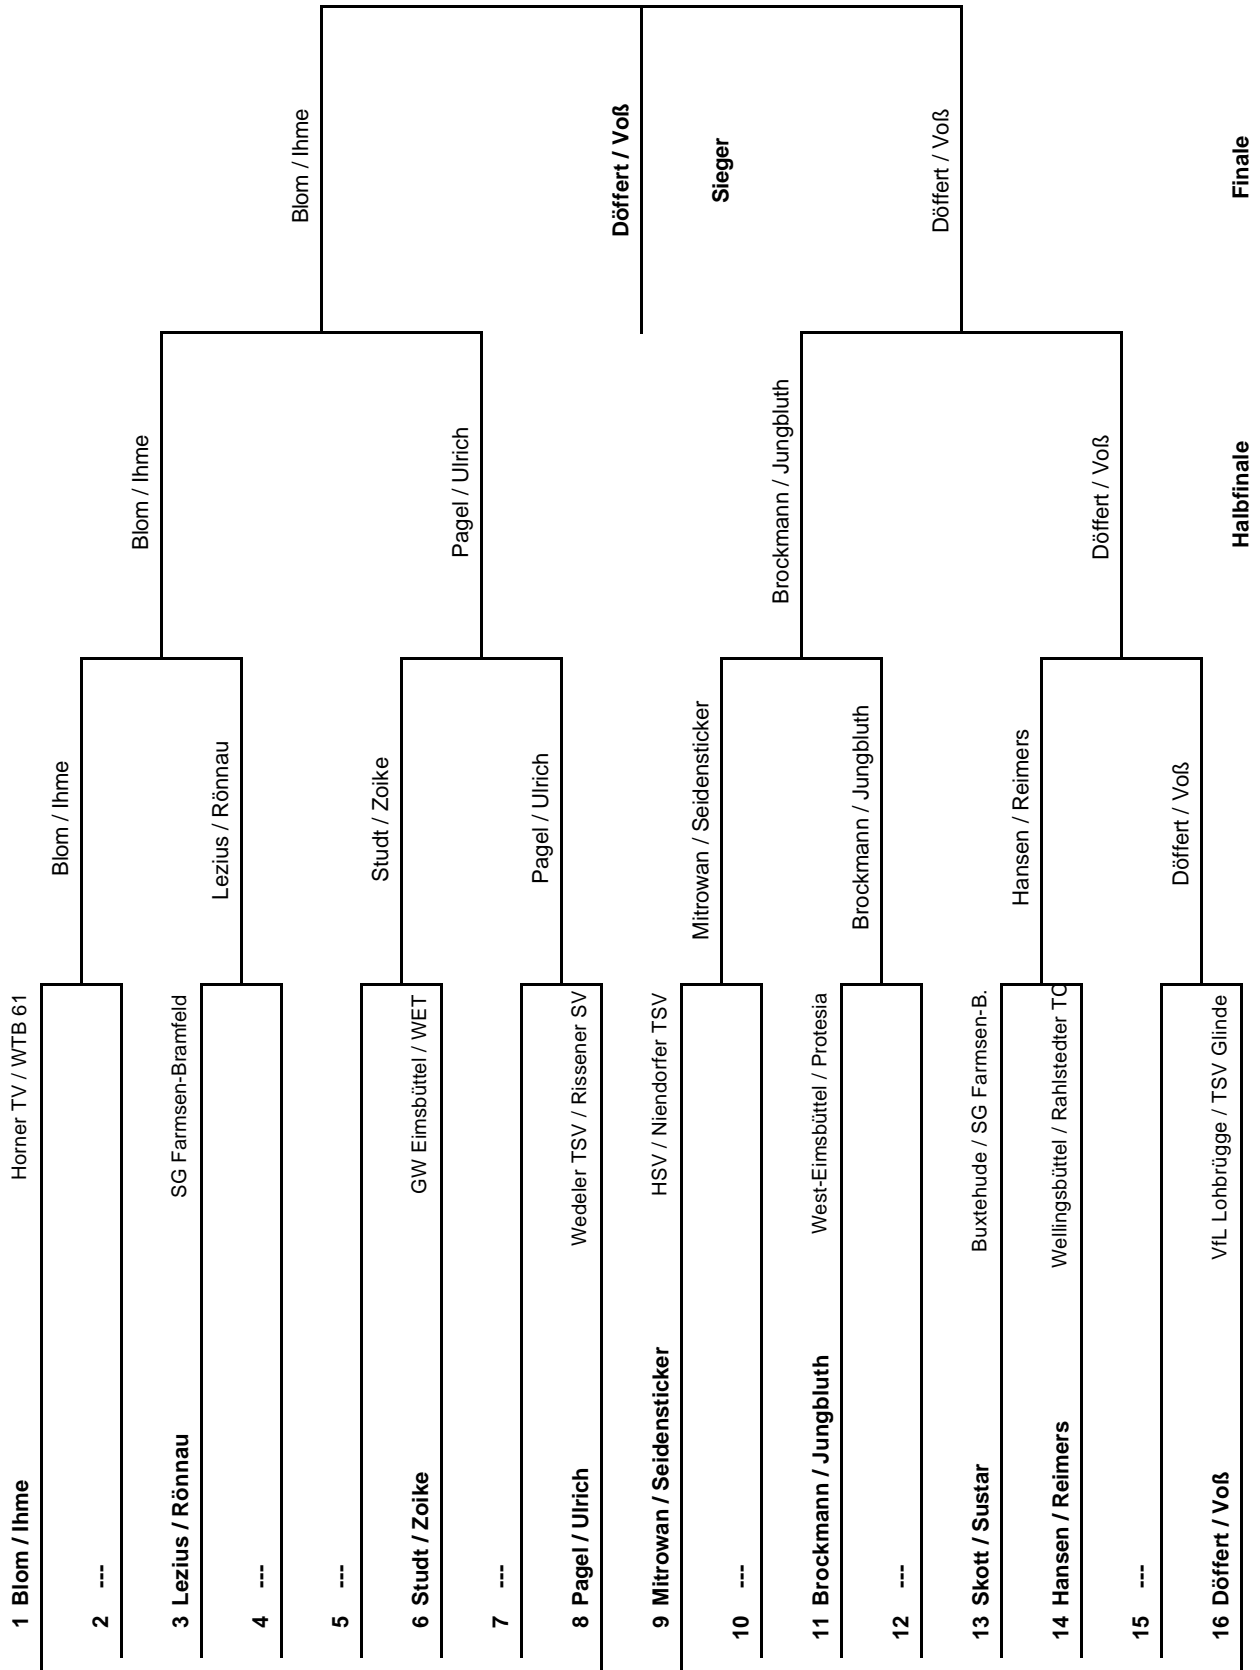 1 Blom / Ihme Horner TV / WTB 61
2 ---
3 Lezius / Rönnau SG Farmsen-Bramfeld
4 ---
5 ---
6 Studt / Zoike GW Eimsbüttel / WET
7 ---
8 Pagel / Ulrich Wedeler TSV / Rissener SV
9 Mitrowan / Seidensticker HSV / Niendorfer TSV
10 ---
11 Brockmann / Jungbluth West-Eimsbüttel / Protesia
12 ---
13 Skott / Sustar Buxtehude / SG Farmsen-B.
14 Hansen / Reimers Wellingsbüttel / Rahlstedter TC
15 ---
16 Döffert / Voß VfL Lohbrügge / TSV Glinde
Blom / Ihme
Lezius / Rönnau
Studt / Zoike
Pagel / Ulrich
Mitrowan / Seidensticker
Brockmann / Jungbluth
Hansen / Reimers
Döffert / Voß
Blom / Ihme
Pagel / Ulrich
Brockmann / Jungbluth
Döffert / Voß
Halbfinale
Blom / Ihme
Döffert / Voß
Sieger
Döffert / Voß
Finale